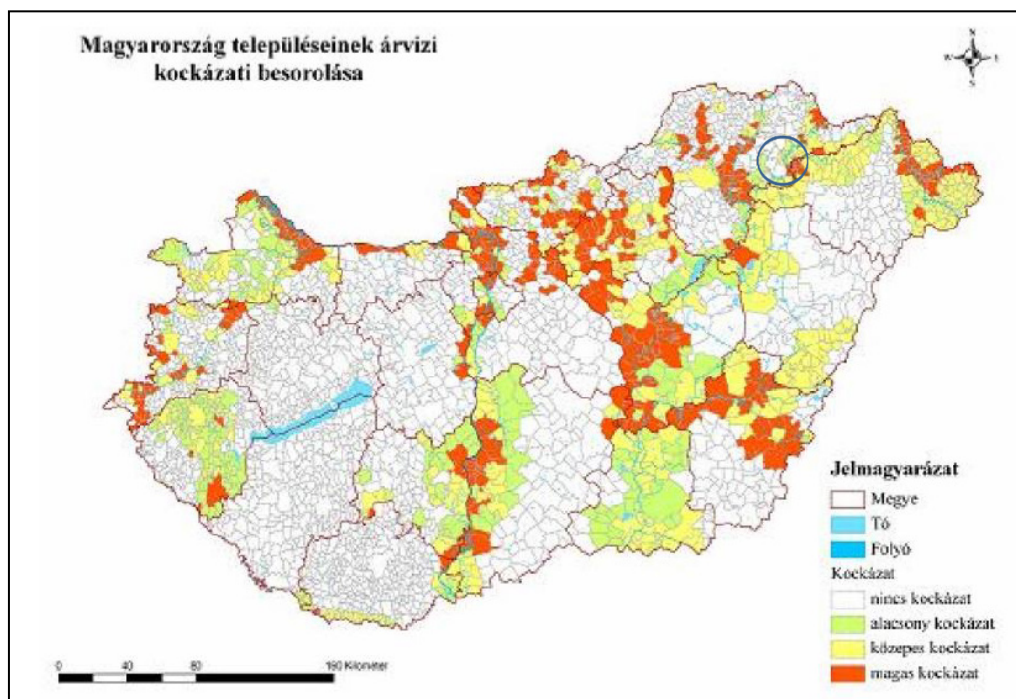 Magyarország településeinek árvizi
kockázati besorolása
N
W
E
S
Jelmagyarázat
Megye
Tó
Folyó
Kockázat
nincs kockázat
alacsony kockázat
közepes kockázat
magas kockázat
0 40 80 160 Kilométer